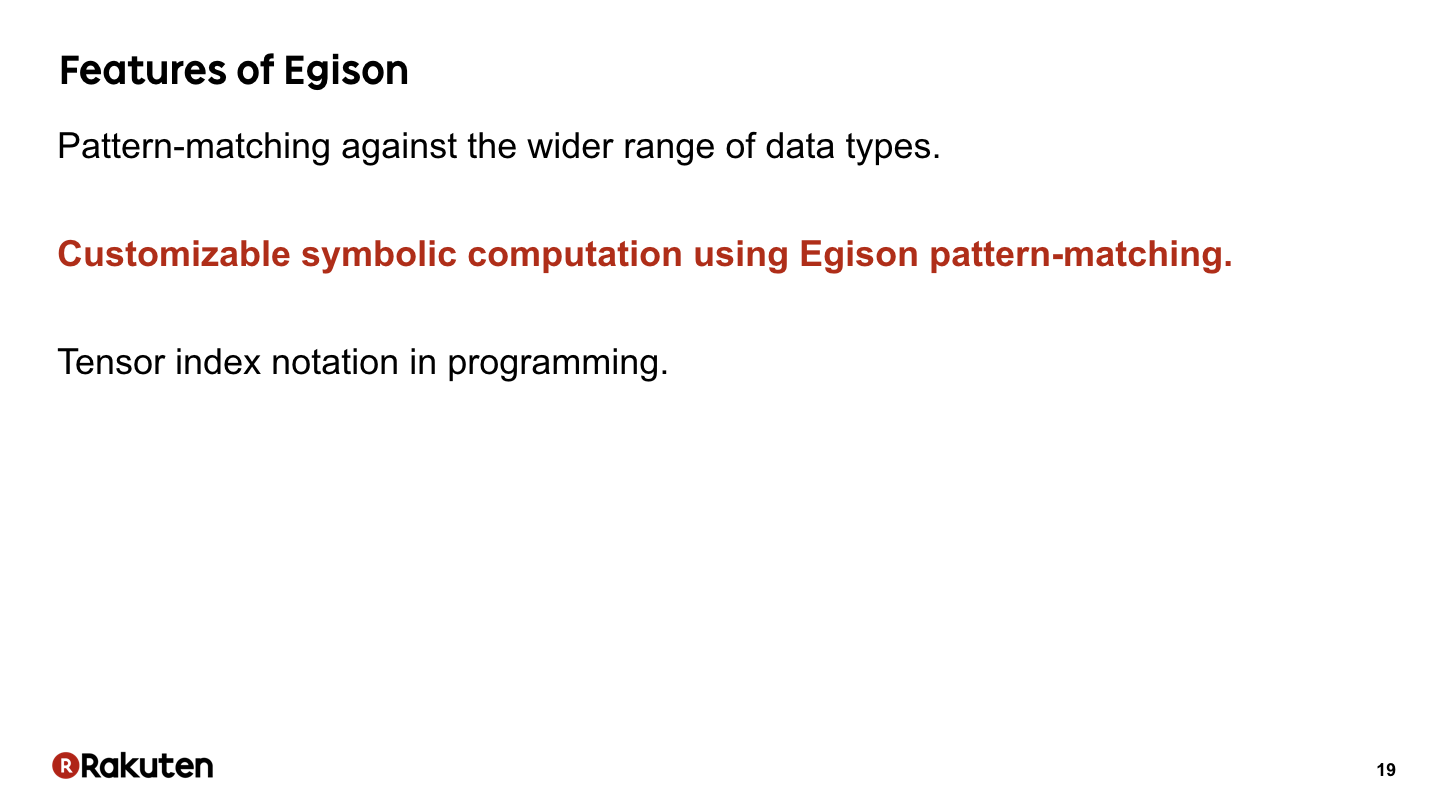 Features of Egison
Pattern-matching against the wider range of data types.
Customizable symbolic computation using Egison pattern-matching.
Tensor index notation in programming.
R Rakuten
19